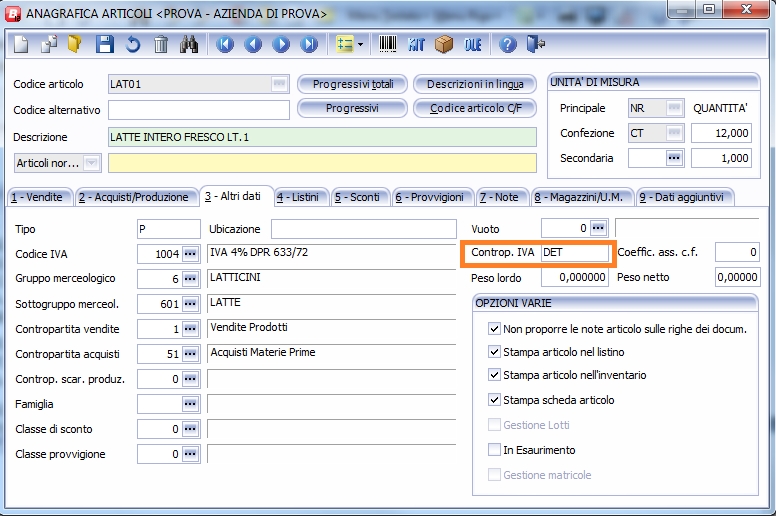 ANAGRAFICA ARTICOLI <PROVA - AZIENDA DI PROVA>
KIT OLE
Codice articolo LAT01 Progressivi totali Descrizioni in lingua
Codice alternativo Progressivi Codice articolo C/F
Descrizione LATTE INTERO FRESCO LT.1
Articoli nor...
UNITA' DI MISURA
Principale NR QUANTITA'
Confezione CT 12,000
Secondaria ... 1,000
1 - Vendite 2 - Acquisti/Produzione 3 - Altri dati 4 - Listini 5 - Sconti 6 - Provvigioni 7 - Note 8 - Magazzini/U.M. 9 - Dati aggiuntivi
Tipo P Ubicazione
Codice IVA 1004 ... IVA 4% DPR 633/72
Gruppo merceologico 6 ... LATTICINI
Sottogruppo merceol. 601 ... LATTE
Contropartita vendite 1 ... Vendite Prodotti
Contropartita acquisti 51 ... Acquisti Materie Prime
Controp. scar. produz. 0 ...
Famiglia ...
Classe di sconto 0 ...
Classe provvigione 0 ...
Vuoto 0 ...
Controp. IVA DET Coeffic. ass. c.f. 0
Peso lordo 0,000000 Peso netto 0,00000
OPZIONI VARIE
Non proporre le note articolo sulle righe dei docum.
Stampa articolo nel listino
Stampa articolo nell'inventario
Stampa scheda articolo
Gestione Lotti
In Esaurimento
Gestione matricole